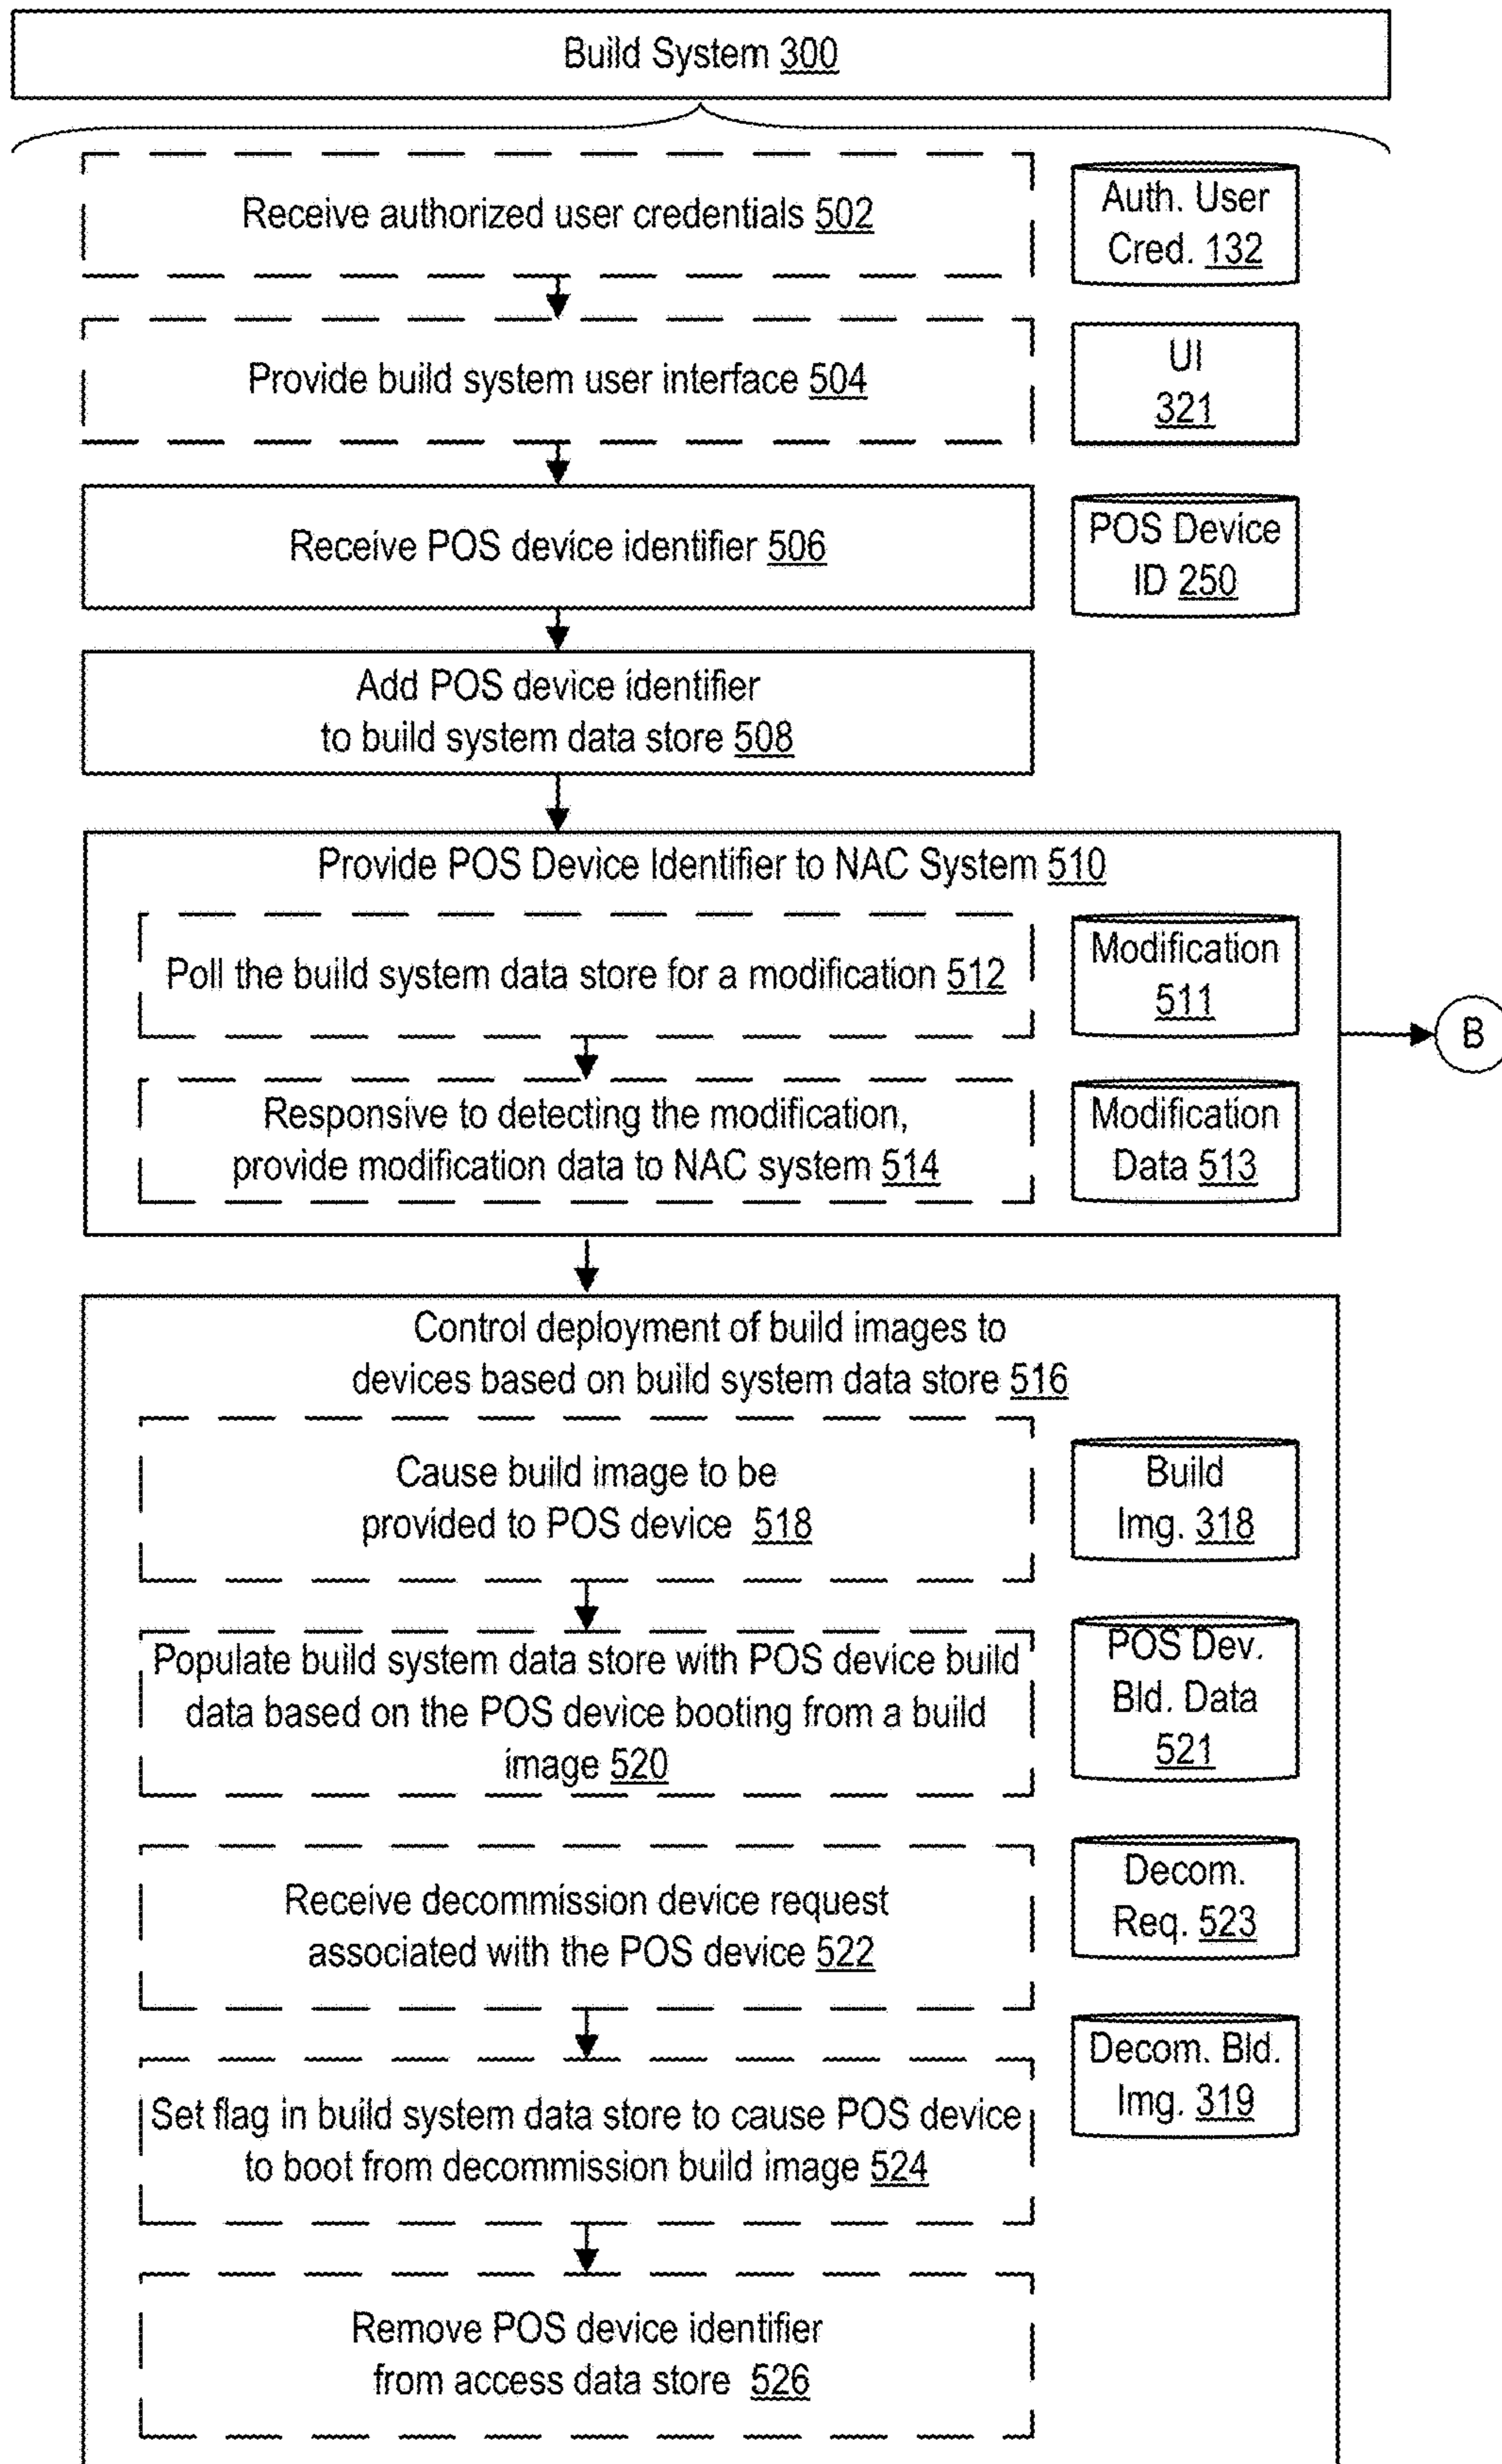 Build System 300
Receive authorized user credentials 502
Auth. User
Cred. 132
Provide build system user interface 504
UI
321
Receive POS device identifier 506
POS Device
ID 250
Add POS device identifier
to build system data store 508
Provide POS Device Identifier to NAC System 510
Poll the build system data store for a modification 512
Modification
511
B
Responsive to detecting the modification,
provide modification data to NAC system 514
Modification
Data 513
Control deployment of build images to
devices based on build system data store 516
Cause build image to be
provided to POS device 518
Build
Img. 318
Populate build system data store with POS device build
data based on the POS device booting from a build
image 520
POS Dev.
Bld. Data
521
Receive decommission device request
associated with the POS device 522
Decom.
Req. 523
Set flag in build system data store to cause POS device
to boot from decommission build image 524
Decom. Bld.
Img. 319
Remove POS device identifier
from access data store 526